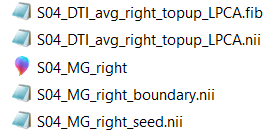 S04_DTI_avg_right_topup_LPCA.fib
S04_DTI_avg_right_topup_LPCA.nii
S04_MG_right
S04_MG_right_boundary.nii
S04_MG_right_seed.nii